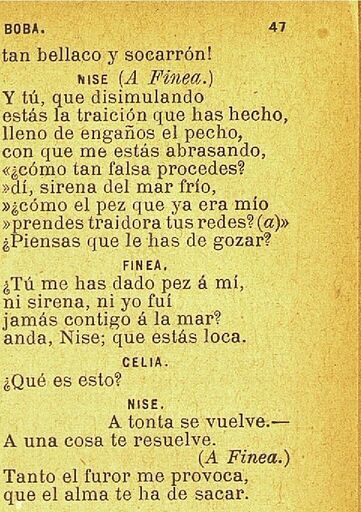 BOBA. 47
tan bellaco y socarrón!
NISE (A Finea.)
Y tú, que disimulando
estás la traición que has hecho,
lleno de engaños el pecho,
con que me estás abrasando,
«¿cómo tan falsa procedes?
»dí, sirena del mar frío,
»¿cómo el pez que ya era mío
»prendes traidora tus redes? (a)»
¿Piensas que le has de gozar?
FINEA.
¿Tú me has dado pez á mí,
ni sirena, ni yo fuí
jamás contigo á la mar?
anda, Nise; que estás loca.
CELIA.
¿Qué es esto?
NISE.
A tonta se vuelve.—
A una cosa te resuelve.
(A Finea.)
Tanto el furor me provoca,
que el alma te ha de sacar.